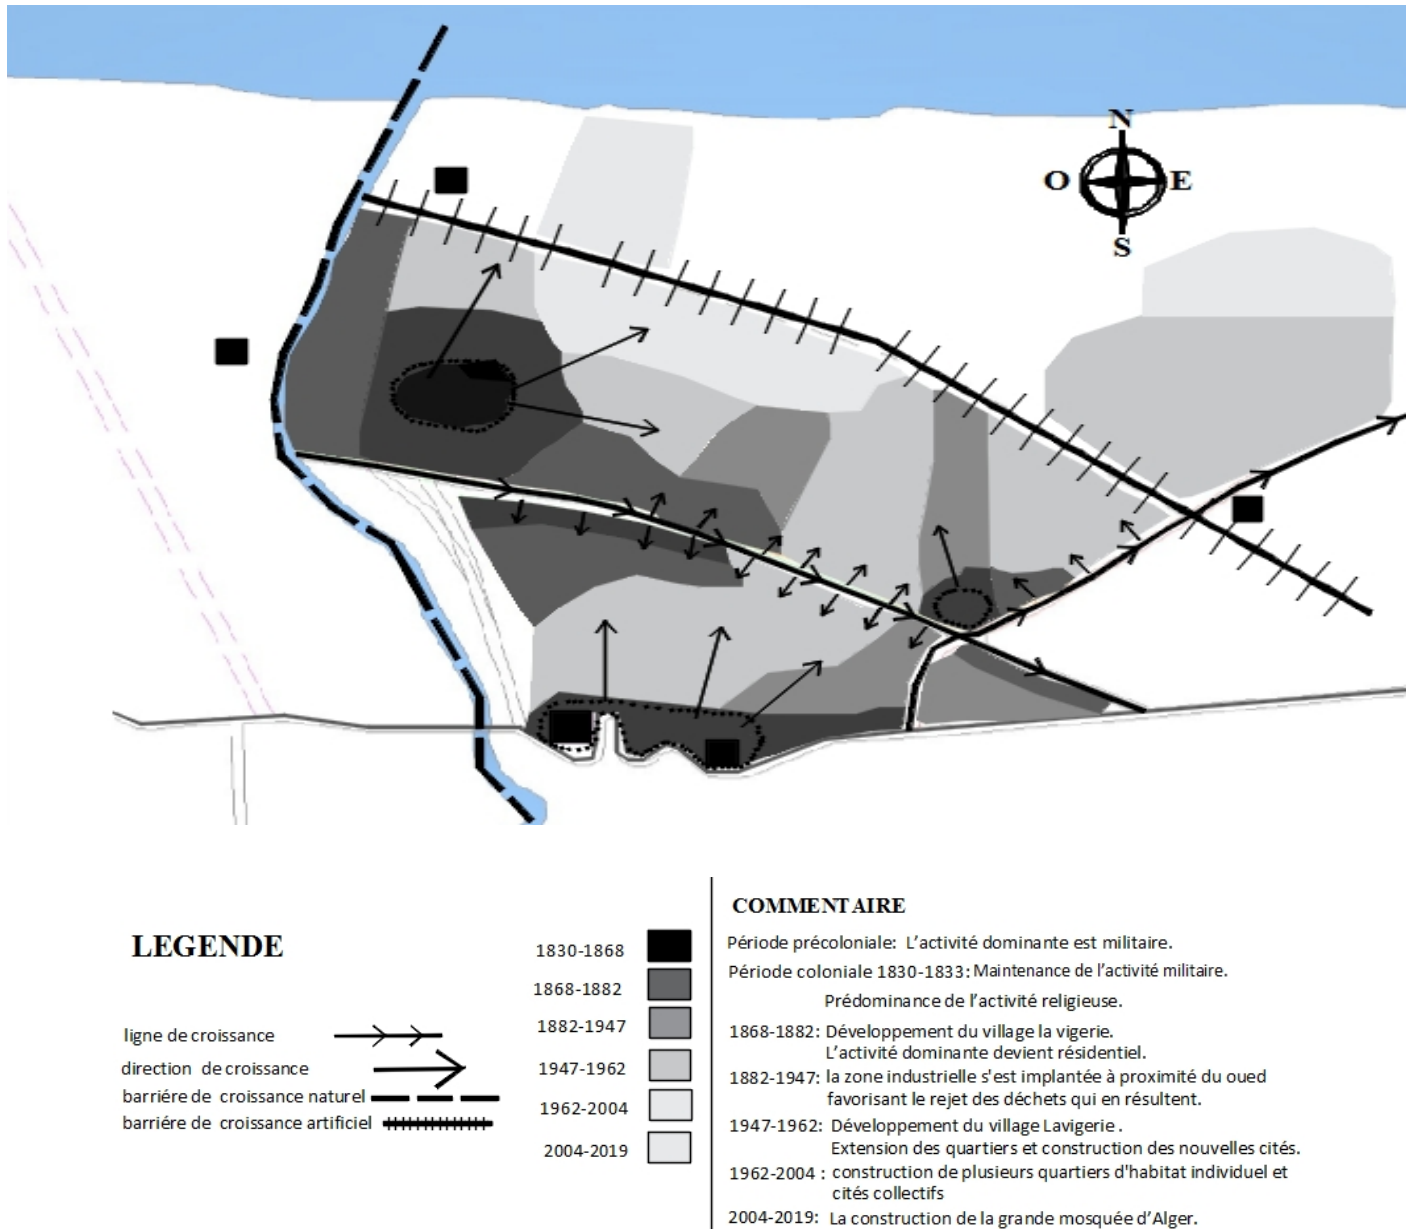 N
O
E
S
LEGENDE
ligne de croissance
direction de croissance
barriére de croissance naturel
barriére de croissance artificiel
1830-1868
1868-1882
1882-1947
1947-1962
1962-2004
2004-2019
COMMENTAIRE
Période précoloniale: L'activité dominante est militaire.
Période coloniale 1830-1833: Maintenance de l'activité militaire.
Prédominance de l'activité religieuse.
1868-1882: Développement du village la vigerie.
L'activité dominante devient résidentiel.
1882-1947: la zone industrielle s'est implantée à proximité du oued
favorisant le rejet des déchets qui en résultent.
1947-1962: Développement du village Lavigerie .
Extension des quartiers et construction des nouvelles cités.
1962-2004 : construction de plusieurs quartiers d'habitat individuel et
cités collectifs
2004-2019: La construction de la grande mosquée d'Alger.